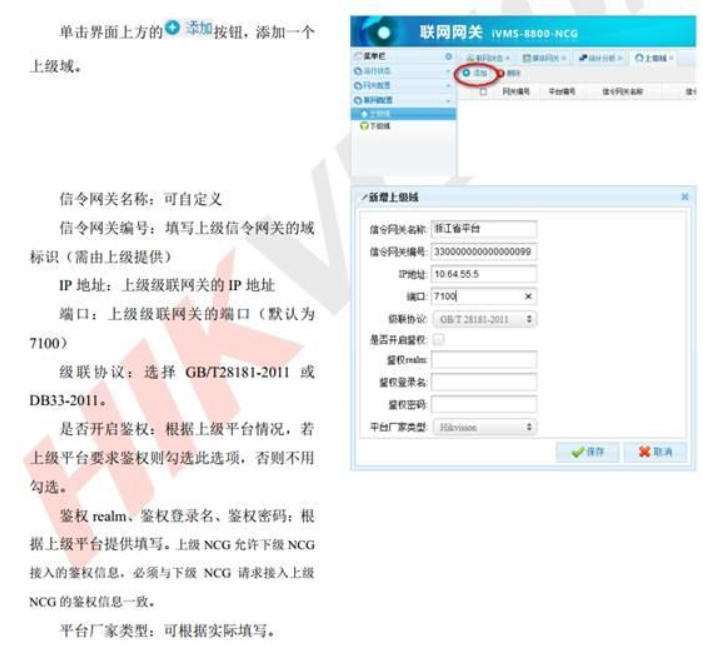 单击界面上方的 添加 按钮，添加一个
上级域。
信令网关名称：可自定义
信令网关编号：填写上级信令网关的域
标识（需由上级提供）
IP 地址：上级级联网关的 IP 地址
端口：上级级联网关的端口（默认为
7100）
级联协议：选择 GB/T28181-2011 或
DB33-2011。
是否开启鉴权：根据上级平台情况，若
上级平台要求鉴权则勾选此选项，否则不用
勾选。
鉴权 realm、鉴权登录名、鉴权密码：根
据上级平台提供填写。上级 NCG 允许下级 NCG
接入的鉴权信息，必须与下级 NCG 请求接入上级
NCG 的鉴权信息一致。
平台厂家类型：可根据实际填写。
联网网关 iVMS-8800-NCG
菜单栏
运行状态
网关配置
联网配置
上级域
下级域
统计分析
上级域
添加 删除
网关编号 平台编号 信令网关名称
新增上级域
信令网关名称: 浙江省平台
信令网关编号: 330000000000000099
IP地址: 10.64.55.5
端口: 7100
级联协议: GB/T 28181-2011
是否开启鉴权:
鉴权realm:
鉴权登录名:
鉴权密码:
平台厂家类型: Hikvision
保存 取消
HIKV